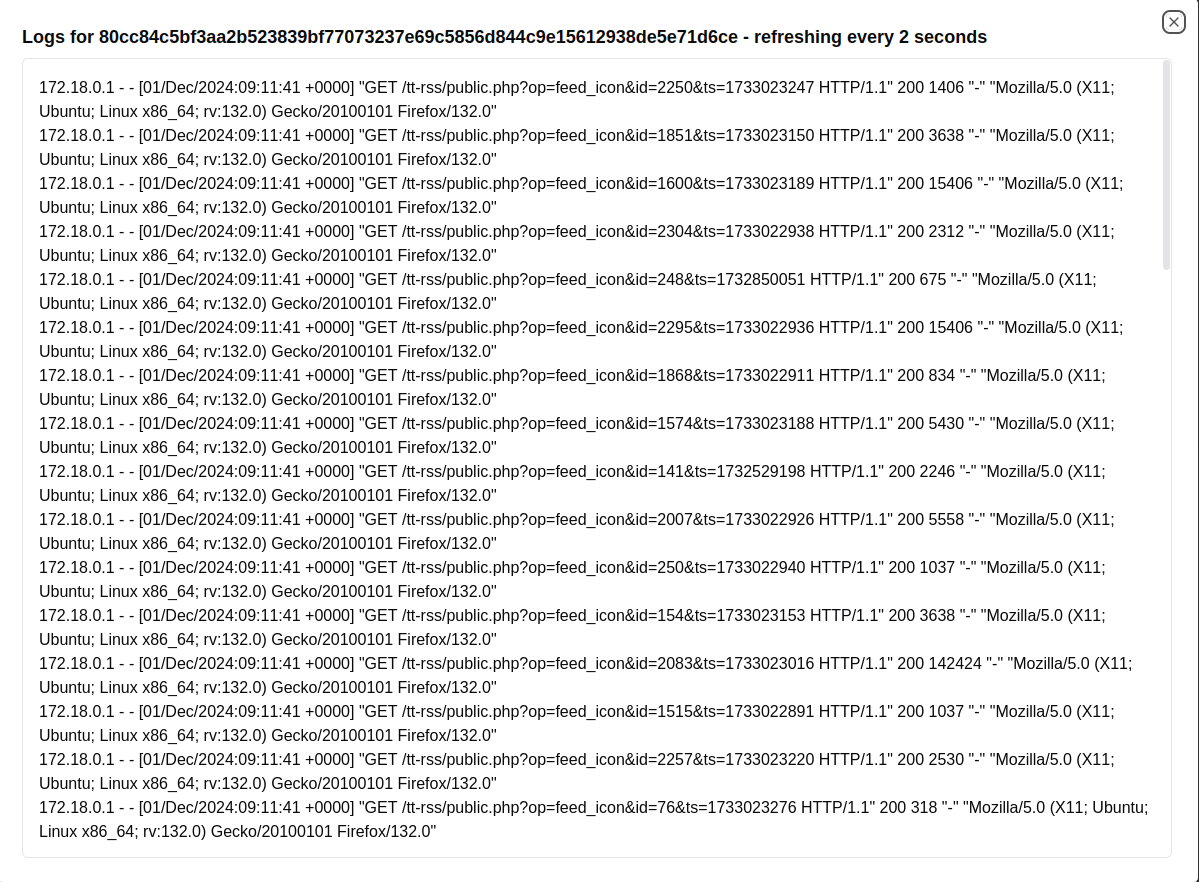 Logs for 80cc84c5bf3aa2b523839bf77073237e69c5856d844c9e15612938de5e71d6ce - refreshing every 2 seconds
172.18.0.1 - - [01/Dec/2024:09:11:41 +0000] "GET /tt-rss/public.php?op=feed_icon&id=2250&ts=1733023247 HTTP/1.1" 200 1406 "-" "Mozilla/5.0 (X11;
Ubuntu; Linux x86_64; rv:132.0) Gecko/20100101 Firefox/132.0"
172.18.0.1 - - [01/Dec/2024:09:11:41 +0000] "GET /tt-rss/public.php?op=feed_icon&id=1851&ts=1733023150 HTTP/1.1" 200 3638 "-" "Mozilla/5.0 (X11;
Ubuntu; Linux x86_64; rv:132.0) Gecko/20100101 Firefox/132.0"
172.18.0.1 - - [01/Dec/2024:09:11:41 +0000] "GET /tt-rss/public.php?op=feed_icon&id=1600&ts=1733023189 HTTP/1.1" 200 15406 "-" "Mozilla/5.0 (X11;
Ubuntu; Linux x86_64; rv:132.0) Gecko/20100101 Firefox/132.0"
172.18.0.1 - - [01/Dec/2024:09:11:41 +0000] "GET /tt-rss/public.php?op=feed_icon&id=2304&ts=1733022938 HTTP/1.1" 200 2312 "-" "Mozilla/5.0 (X11;
Ubuntu; Linux x86_64; rv:132.0) Gecko/20100101 Firefox/132.0"
172.18.0.1 - - [01/Dec/2024:09:11:41 +0000] "GET /tt-rss/public.php?op=feed_icon&id=248&ts=1732850051 HTTP/1.1" 200 675 "-" "Mozilla/5.0 (X11;
Ubuntu; Linux x86_64; rv:132.0) Gecko/20100101 Firefox/132.0"
172.18.0.1 - - [01/Dec/2024:09:11:41 +0000] "GET /tt-rss/public.php?op=feed_icon&id=2295&ts=1733022936 HTTP/1.1" 200 15406 "-" "Mozilla/5.0 (X11;
Ubuntu; Linux x86_64; rv:132.0) Gecko/20100101 Firefox/132.0"
172.18.0.1 - - [01/Dec/2024:09:11:41 +0000] "GET /tt-rss/public.php?op=feed_icon&id=1868&ts=1733022911 HTTP/1.1" 200 834 "-" "Mozilla/5.0 (X11;
Ubuntu; Linux x86_64; rv:132.0) Gecko/20100101 Firefox/132.0"
172.18.0.1 - - [01/Dec/2024:09:11:41 +0000] "GET /tt-rss/public.php?op=feed_icon&id=1574&ts=1733023188 HTTP/1.1" 200 5430 "-" "Mozilla/5.0 (X11;
Ubuntu; Linux x86_64; rv:132.0) Gecko/20100101 Firefox/132.0"
172.18.0.1 - - [01/Dec/2024:09:11:41 +0000] "GET /tt-rss/public.php?op=feed_icon&id=141&ts=1732529198 HTTP/1.1" 200 2246 "-" "Mozilla/5.0 (X11;
Ubuntu; Linux x86_64; rv:132.0) Gecko/20100101 Firefox/132.0"
172.18.0.1 - - [01/Dec/2024:09:11:41 +0000] "GET /tt-rss/public.php?op=feed_icon&id=2007&ts=1733022926 HTTP/1.1" 200 5558 "-" "Mozilla/5.0 (X11;
Ubuntu; Linux x86_64; rv:132.0) Gecko/20100101 Firefox/132.0"
172.18.0.1 - - [01/Dec/2024:09:11:41 +0000] "GET /tt-rss/public.php?op=feed_icon&id=250&ts=1733022940 HTTP/1.1" 200 1037 "-" "Mozilla/5.0 (X11;
Ubuntu; Linux x86_64; rv:132.0) Gecko/20100101 Firefox/132.0"
172.18.0.1 - - [01/Dec/2024:09:11:41 +0000] "GET /tt-rss/public.php?op=feed_icon&id=154&ts=1733023153 HTTP/1.1" 200 3638 "-" "Mozilla/5.0 (X11;
Ubuntu; Linux x86_64; rv:132.0) Gecko/20100101 Firefox/132.0"
172.18.0.1 - - [01/Dec/2024:09:11:41 +0000] "GET /tt-rss/public.php?op=feed_icon&id=2083&ts=1733023016 HTTP/1.1" 200 142424 "-" "Mozilla/5.0 (X11;
Ubuntu; Linux x86_64; rv:132.0) Gecko/20100101 Firefox/132.0"
172.18.0.1 - - [01/Dec/2024:09:11:41 +0000] "GET /tt-rss/public.php?op=feed_icon&id=1515&ts=1733022891 HTTP/1.1" 200 1037 "-" "Mozilla/5.0 (X11;
Ubuntu; Linux x86_64; rv:132.0) Gecko/20100101 Firefox/132.0"
172.18.0.1 - - [01/Dec/2024:09:11:41 +0000] "GET /tt-rss/public.php?op=feed_icon&id=2257&ts=1733023220 HTTP/1.1" 200 2530 "-" "Mozilla/5.0 (X11;
Ubuntu; Linux x86_64; rv:132.0) Gecko/20100101 Firefox/132.0"
172.18.0.1 - - [01/Dec/2024:09:11:41 +0000] "GET /tt-rss/public.php?op=feed_icon&id=76&ts=1733023276 HTTP/1.1" 200 318 "-" "Mozilla/5.0 (X11; Ubuntu;
Linux x86_64; rv:132.0) Gecko/20100101 Firefox/132.0"